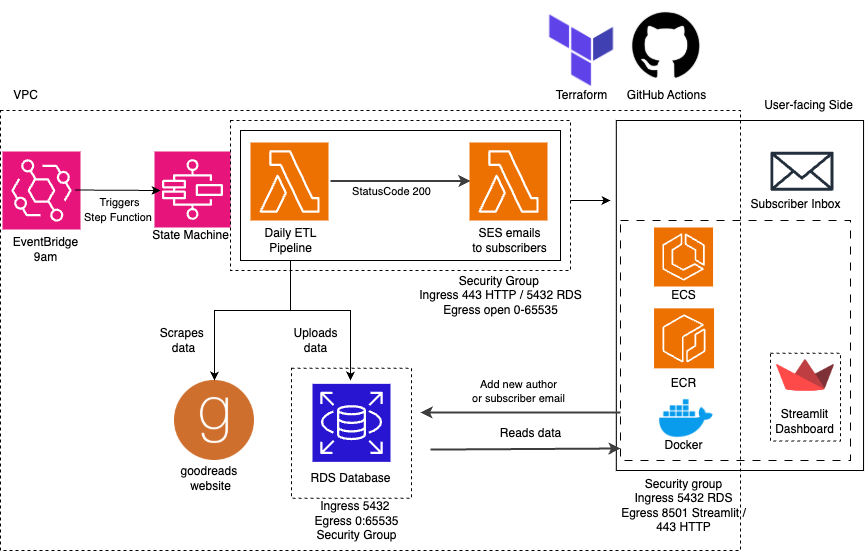 Terraform
GitHub Actions
VPC
User-facing Side
Triggers
Step Function
EventBridge
9am
State Machine
StatusCode 200
Daily ETL
Pipeline
SES emails
to subscribers
Subscriber Inbox
Security Group
Ingress 443 HTTP / 5432 RDS
Egress open 0-65535
ECS
Scrapes
data
Uploads
data
ECR
Add new author
or subscriber email
g
goodreads
website
RDS Database
Reads data
Docker
Streamlit
Dashboard
Ingress 5432
Egress 0:65535
Security Group
Security group
Ingress 5432 RDS
Egress 8501 Streamlit /
443 HTTP